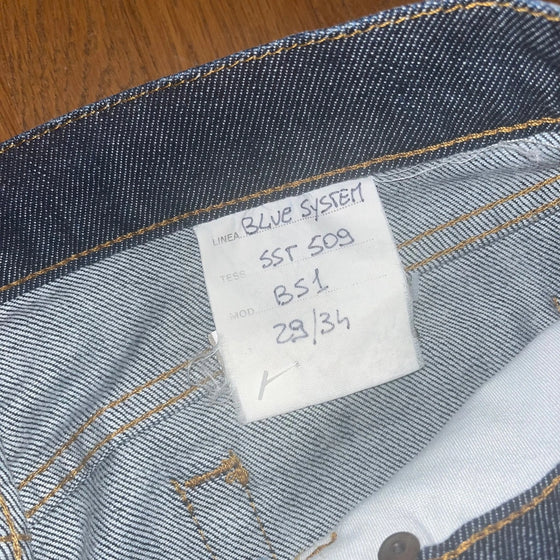 LINEA BLUE SYSTEM
TESS. SST 509
MOD. BS1
29/34